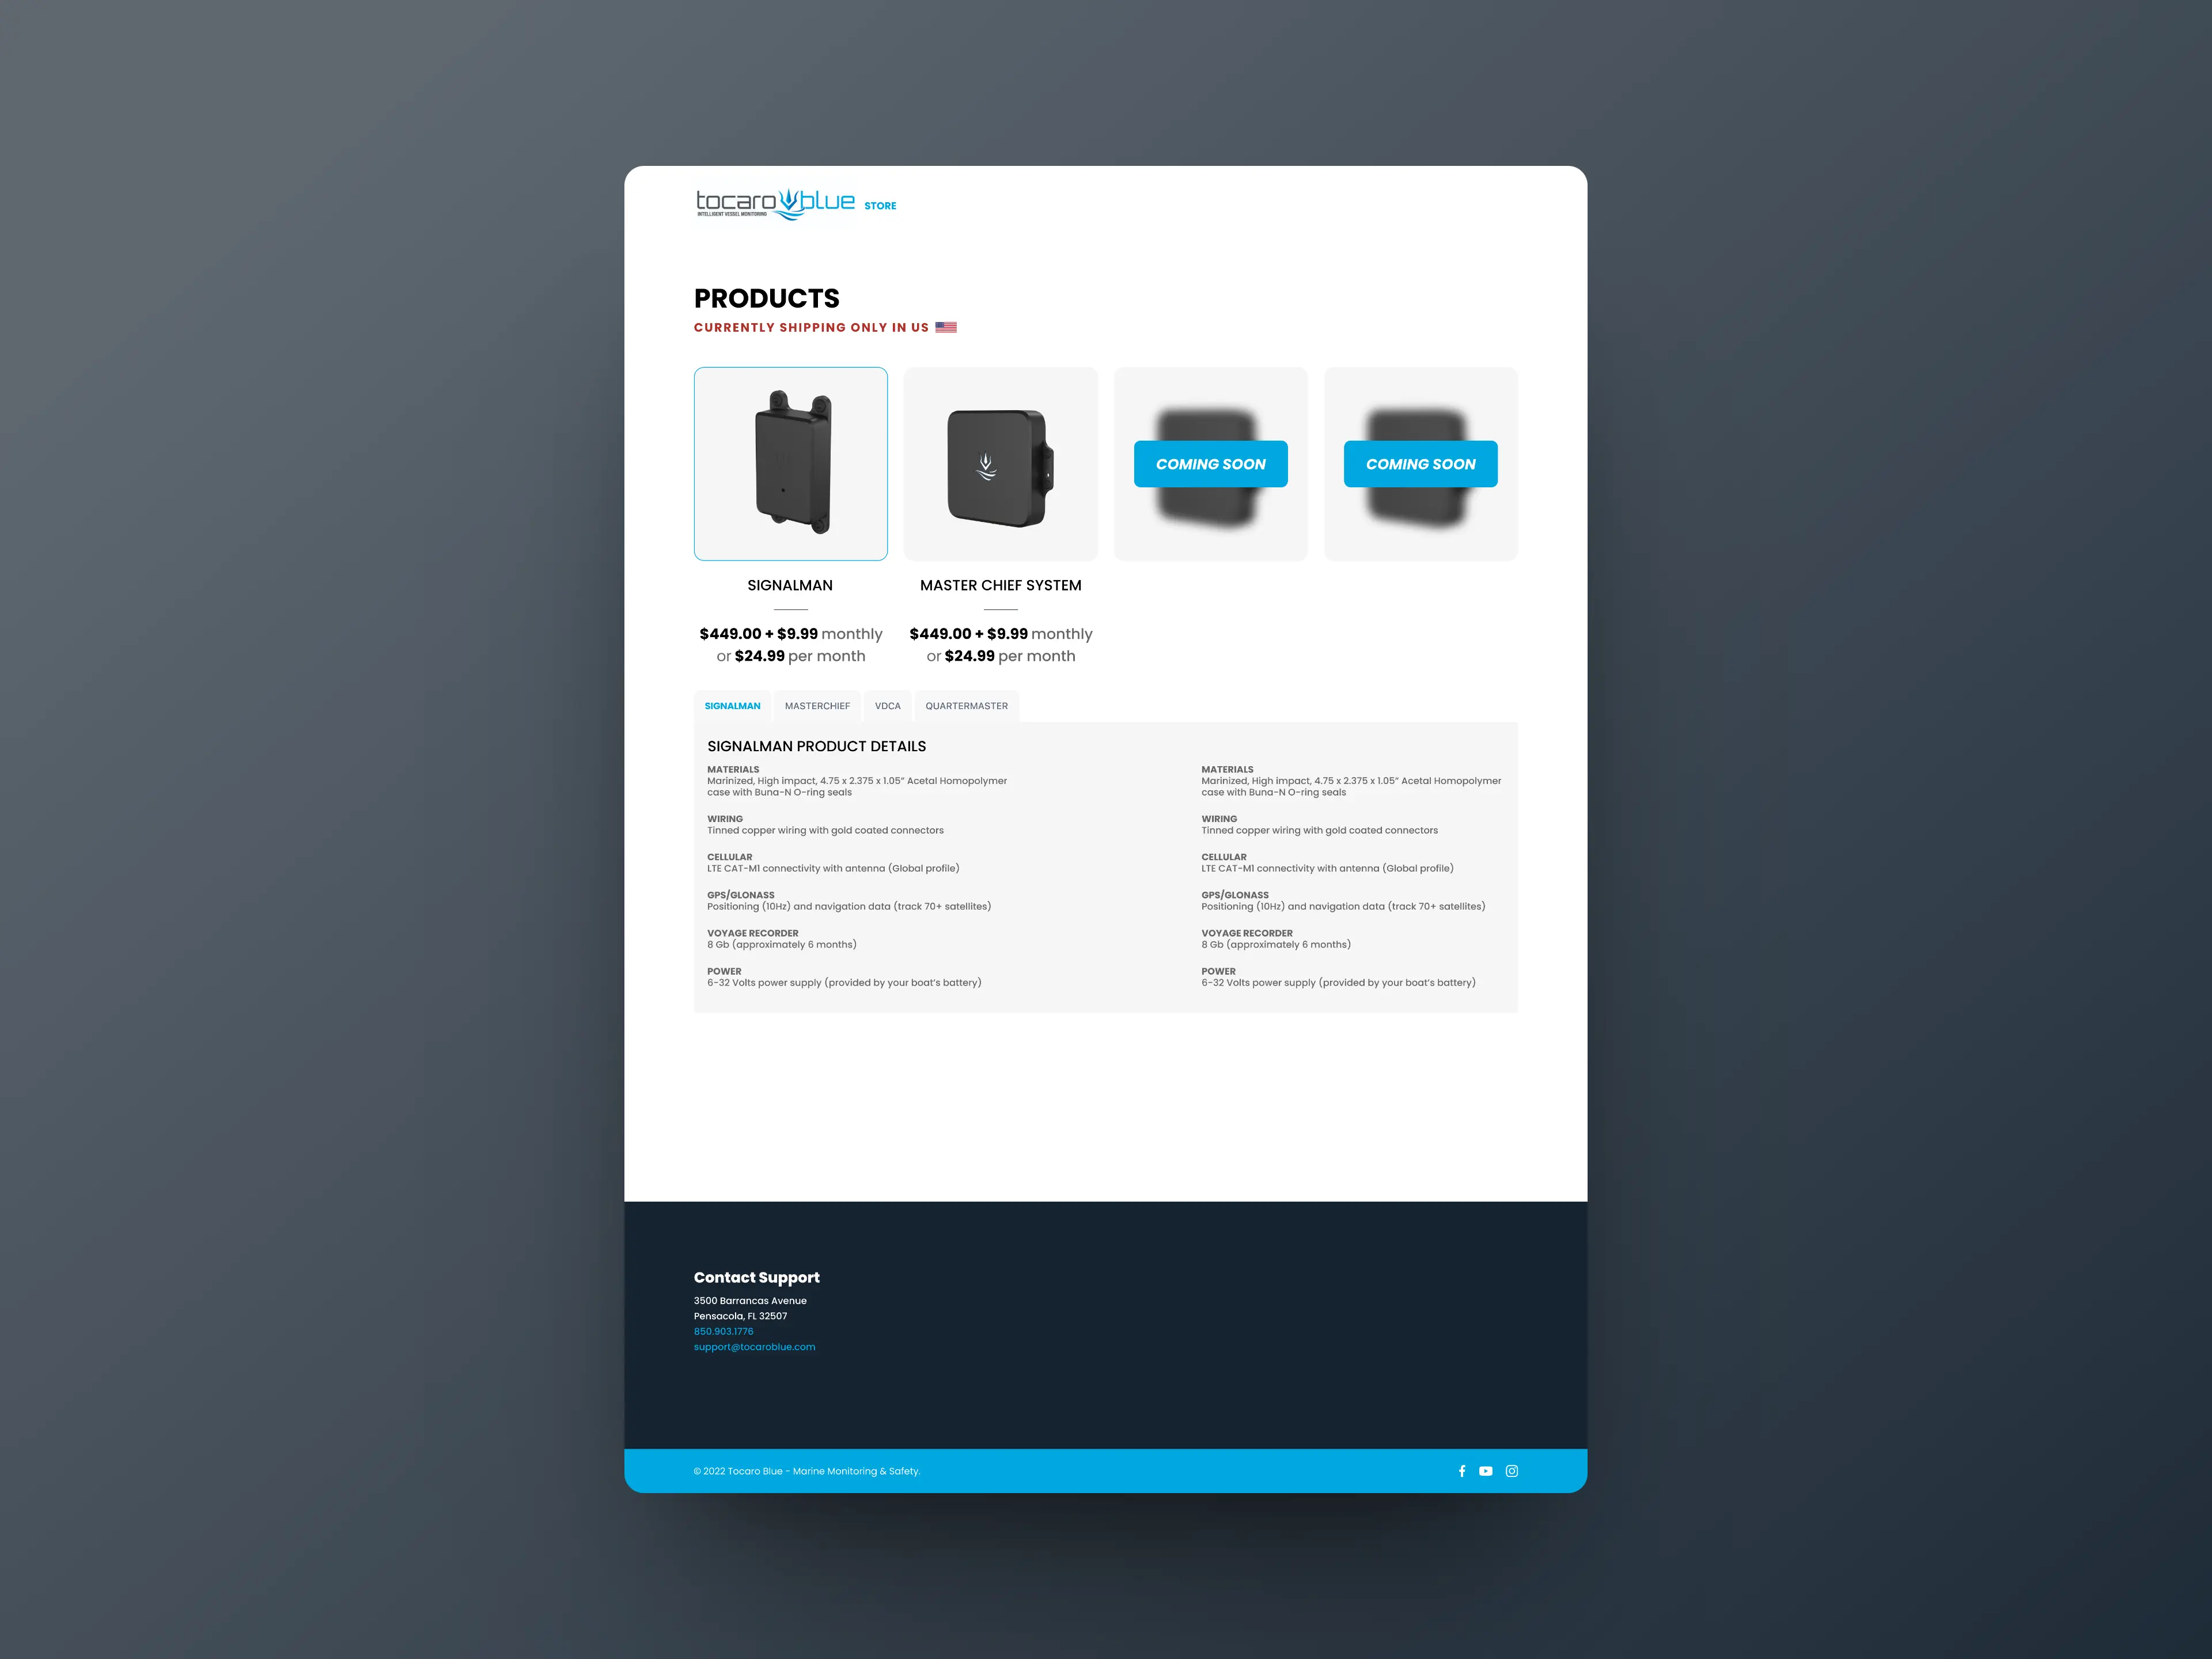 tocaro blue STORE
INTELLIGENT VESSEL MONITORING
PRODUCTS
CURRENTLY SHIPPING ONLY IN US
COMING SOON
COMING SOON
SIGNALMAN
MASTER CHIEF SYSTEM
$449.00 + $9.99 monthly
or $24.99 per month
$449.00 + $9.99 monthly
or $24.99 per month
SIGNALMAN MASTERCHIEF VDCA QUARTERMASTER
SIGNALMAN PRODUCT DETAILS
MATERIALS
Marinized, High impact, 4.75 x 2.375 x 1.05” Acetal Homopolymer
case with Buna-N O-ring seals
WIRING
Tinned copper wiring with gold coated connectors
CELLULAR
LTE CAT-M1 connectivity with antenna (Global profile)
GPS/GLONASS
Positioning (10Hz) and navigation data (track 70+ satellites)
VOYAGE RECORDER
8 Gb (approximately 6 months)
POWER
6-32 Volts power supply (provided by your boat’s battery)
MATERIALS
Marinized, High impact, 4.75 x 2.375 x 1.05” Acetal Homopolymer
case with Buna-N O-ring seals
WIRING
Tinned copper wiring with gold coated connectors
CELLULAR
LTE CAT-M1 connectivity with antenna (Global profile)
GPS/GLONASS
Positioning (10Hz) and navigation data (track 70+ satellites)
VOYAGE RECORDER
8 Gb (approximately 6 months)
POWER
6-32 Volts power supply (provided by your boat’s battery)
Contact Support
3500 Barrancas Avenue
Pensacola, FL 32507
850.903.1776
support@tocaroblue.com
© 2022 Tocaro Blue - Marine Monitoring & Safety.